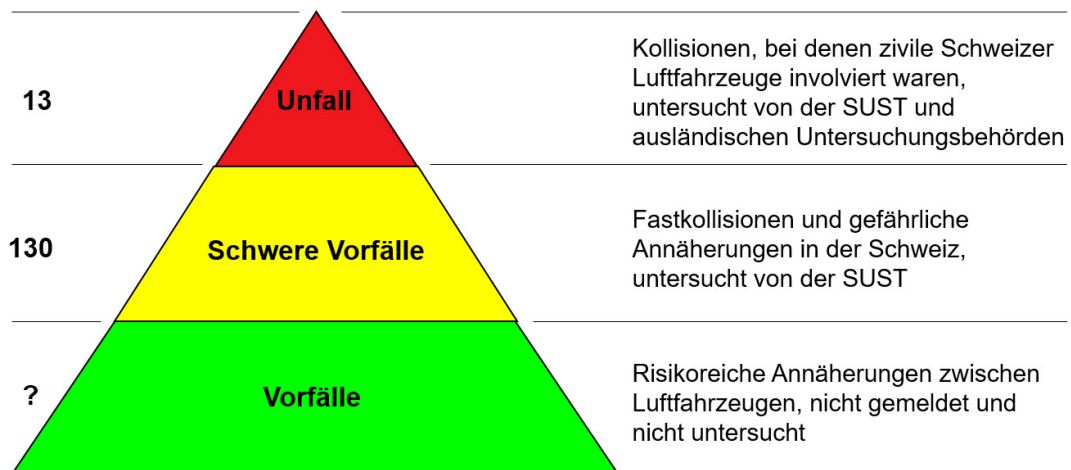 13
Unfall
Kollisionen, bei denen zivile Schweizer
Luftfahrzeuge involviert waren,
untersucht von der SUST und
ausländischen Untersuchungsbehörden
130
Schwere Vorfälle
Fastkollisionen und gefährliche
Annäherungen in der Schweiz,
untersucht von der SUST
?
Vorfälle
Risikoreiche Annäherungen zwischen
Luftfahrzeugen, nicht gemeldet und
nicht untersucht